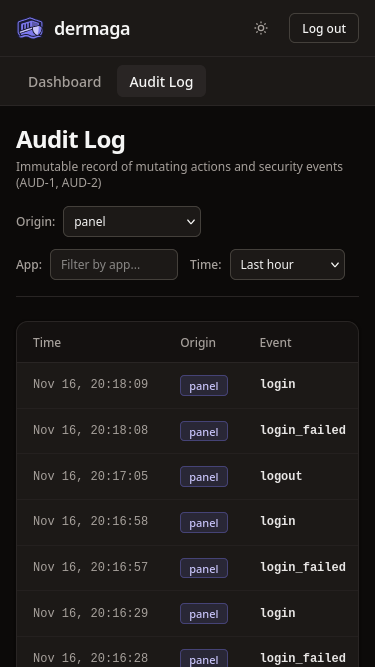 dermaga
Log out
Dashboard Audit Log
Audit Log
Immutable record of mutating actions and security events
(AUD-1, AUD-2)
Origin: panel
App: Filter by app... Time: Last hour
Time Origin Event
Nov 16, 20:18:09 panel login
Nov 16, 20:18:08 panel login_failed
Nov 16, 20:17:05 panel logout
Nov 16, 20:16:58 panel login
Nov 16, 20:16:57 panel login_failed
Nov 16, 20:16:29 panel login
Nov 16, 20:16:28 panel login_failed